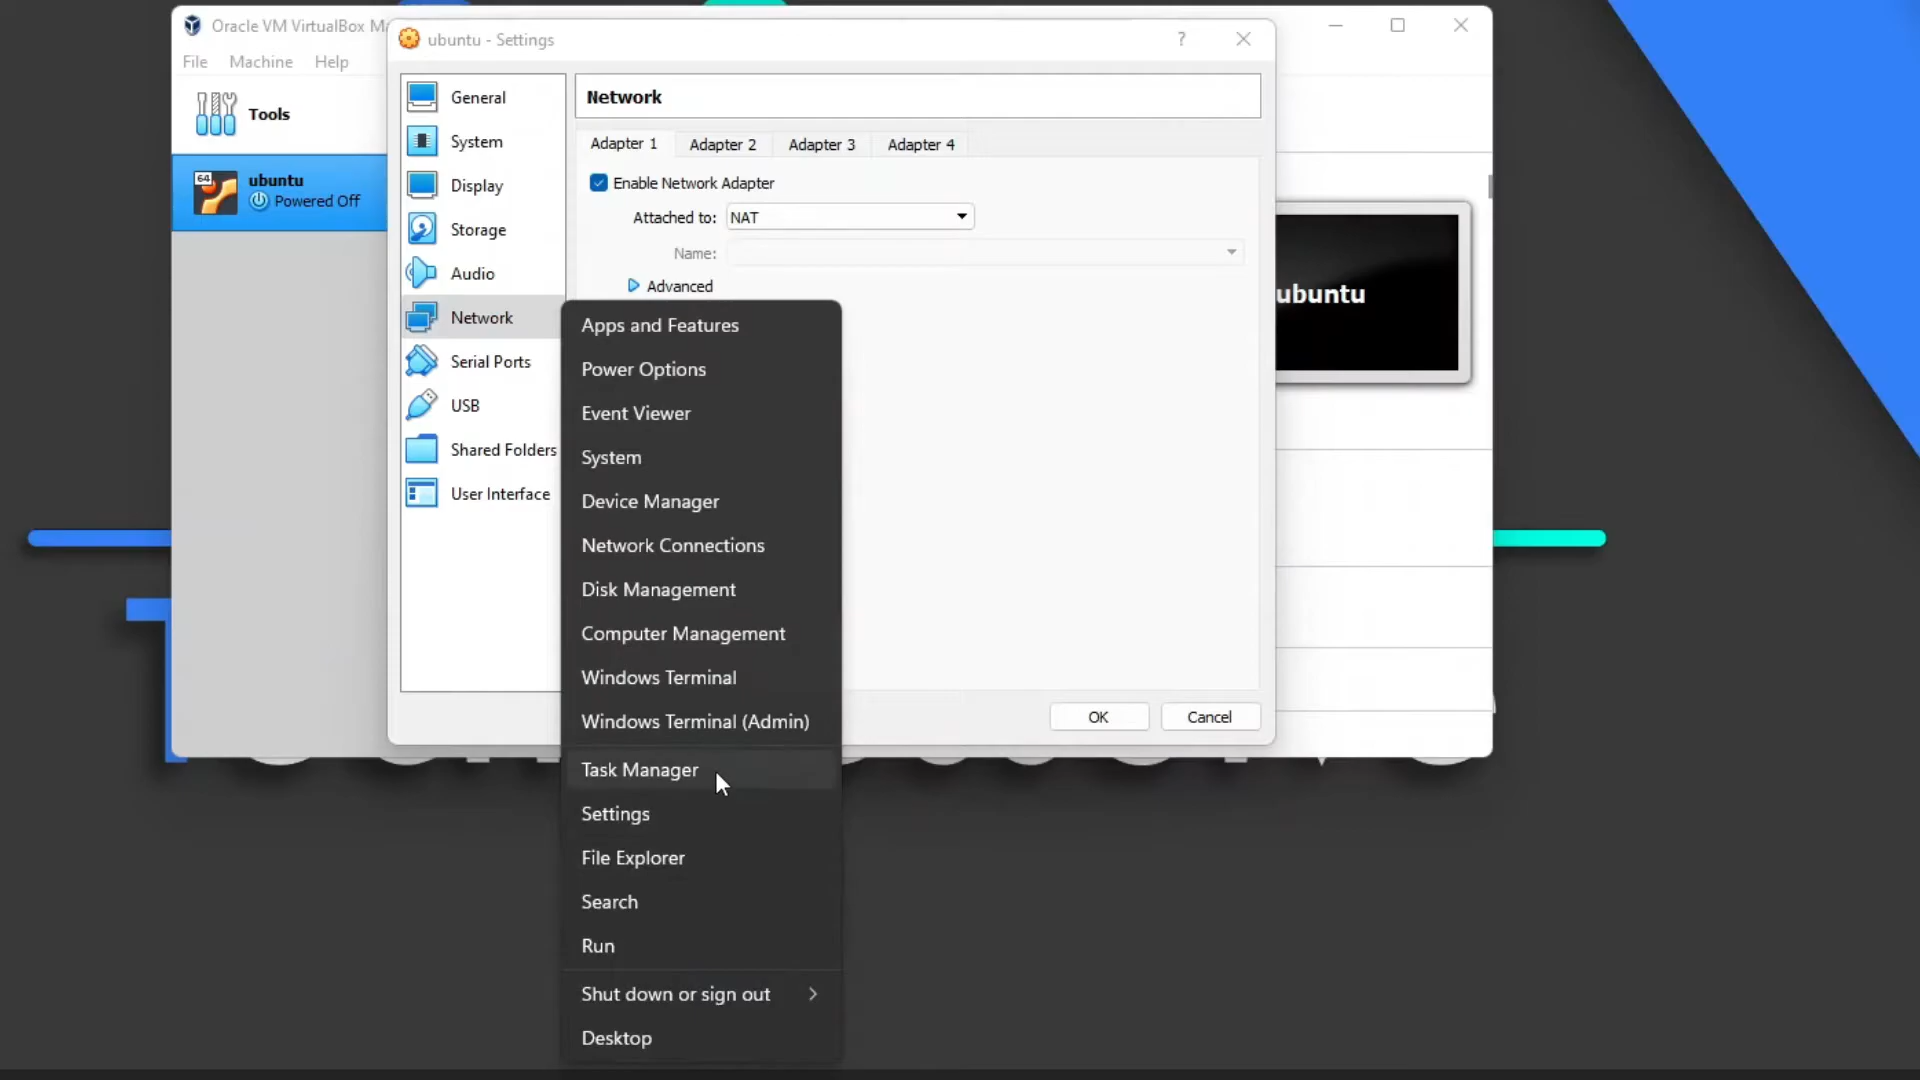 Oracle VM VirtualBox Ma
File Machine Help
Tools
64
ubuntu
Powered Off
ubuntu - Settings
?
General
System
Display
Storage
Audio
Network
Serial Ports
USB
Shared Folders
User Interface
Network
Adapter 1 Adapter 2 Adapter 3 Adapter 4
Enable Network Adapter
Attached to: NAT
Name:
Advanced
OK Cancel
ubuntu
Apps and Features
Power Options
Event Viewer
System
Device Manager
Network Connections
Disk Management
Computer Management
Windows Terminal
Windows Terminal (Admin)
Task Manager
Settings
File Explorer
Search
Run
Shut down or sign out
Desktop